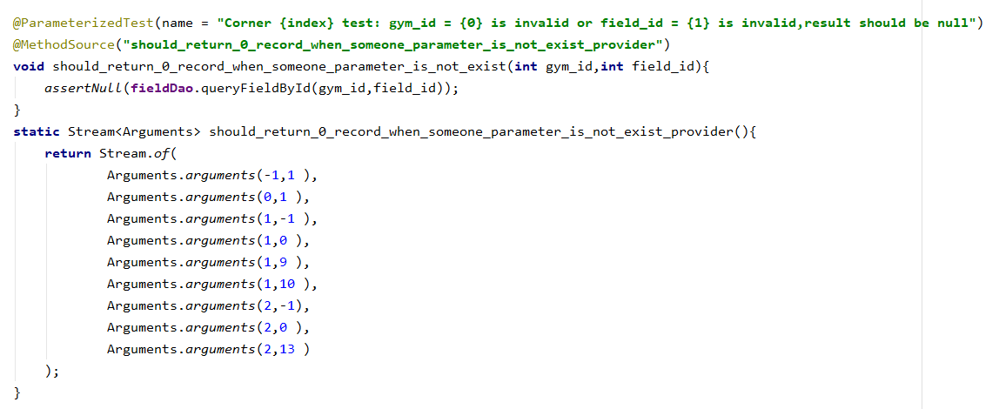 @ParameterizedTest(name = "Corner {index} test: gym_id = {0} is invalid or field_id = {1} is invalid,result should be null")
@MethodSource("should_return_0_record_when_someone_parameter_is_not_exist_provider")
void should_return_0_record_when_someone_parameter_is_not_exist(int gym_id,int field_id){
    assertNull(fieldDao.queryFieldById(gym_id,field_id));
}
static Stream<Arguments> should_return_0_record_when_someone_parameter_is_not_exist_provider(){
    return Stream.of(
            Arguments.arguments(-1,1 ),
            Arguments.arguments(0,1 ),
            Arguments.arguments(1,-1 ),
            Arguments.arguments(1,0 ),
            Arguments.arguments(1,9 ),
            Arguments.arguments(1,10 ),
            Arguments.arguments(2,-1),
            Arguments.arguments(2,0 ),
            Arguments.arguments(2,13 )
    );
}